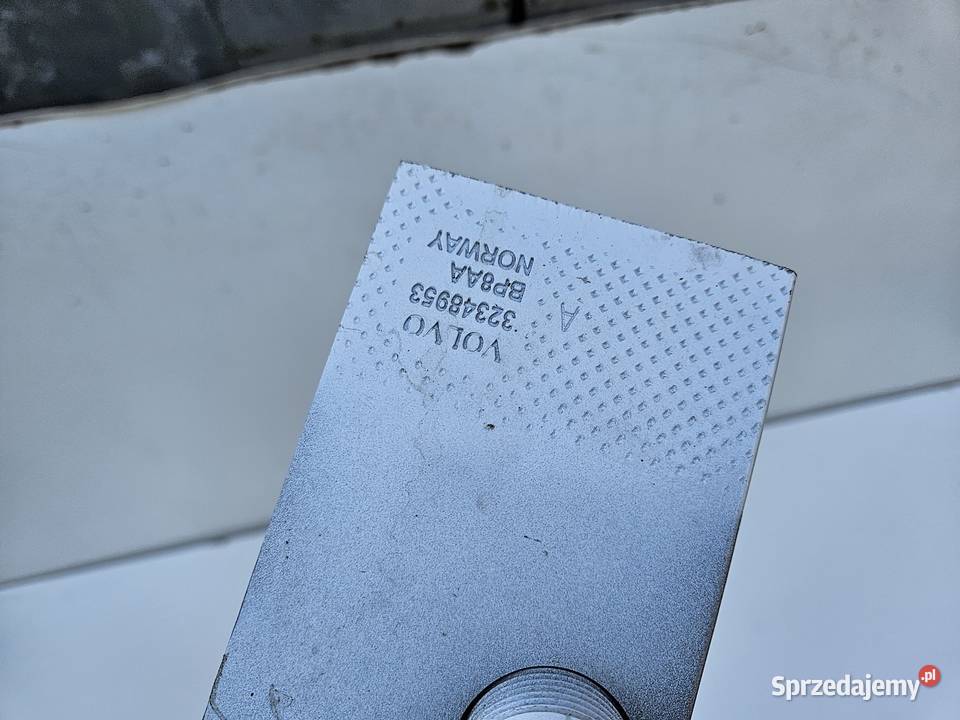 VOLVO
32348953
BP8AA
NORWAY
A
Sprzedajemy.pl